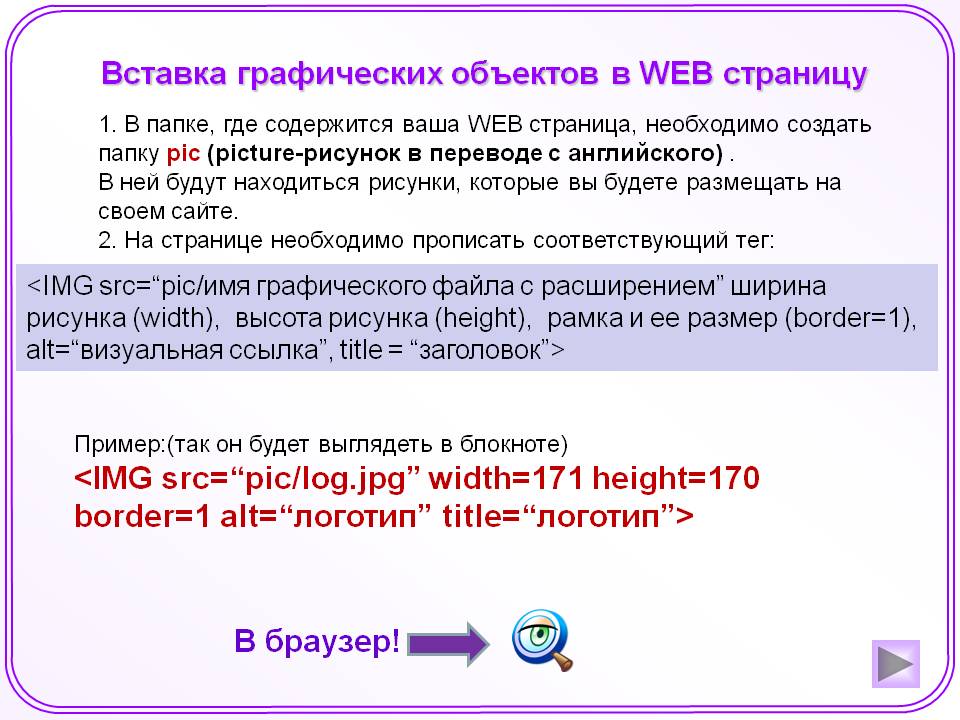 Вставка графических объектов в WEB страницу
1. В папке, где содержится ваша WEB страница, необходимо создать
папку pic (picture-рисунок в переводе с английского) .
В ней будут находиться рисунки, которые вы будете размещать на
своем сайте.
2. На странице необходимо прописать соответствующий тег:
<IMG src=“pic/имя графического файла с расширением” ширина
рисунка (width),  высота рисунка (height),  рамка и ее размер (border=1),
alt=“визуальная ссылка”, title = “заголовок”>
Пример:(так он будет выглядеть в блокноте)
<IMG src=“pic/log.jpg” width=171 height=170
border=1 alt=“логотип” title=“логотип”>
В браузер!